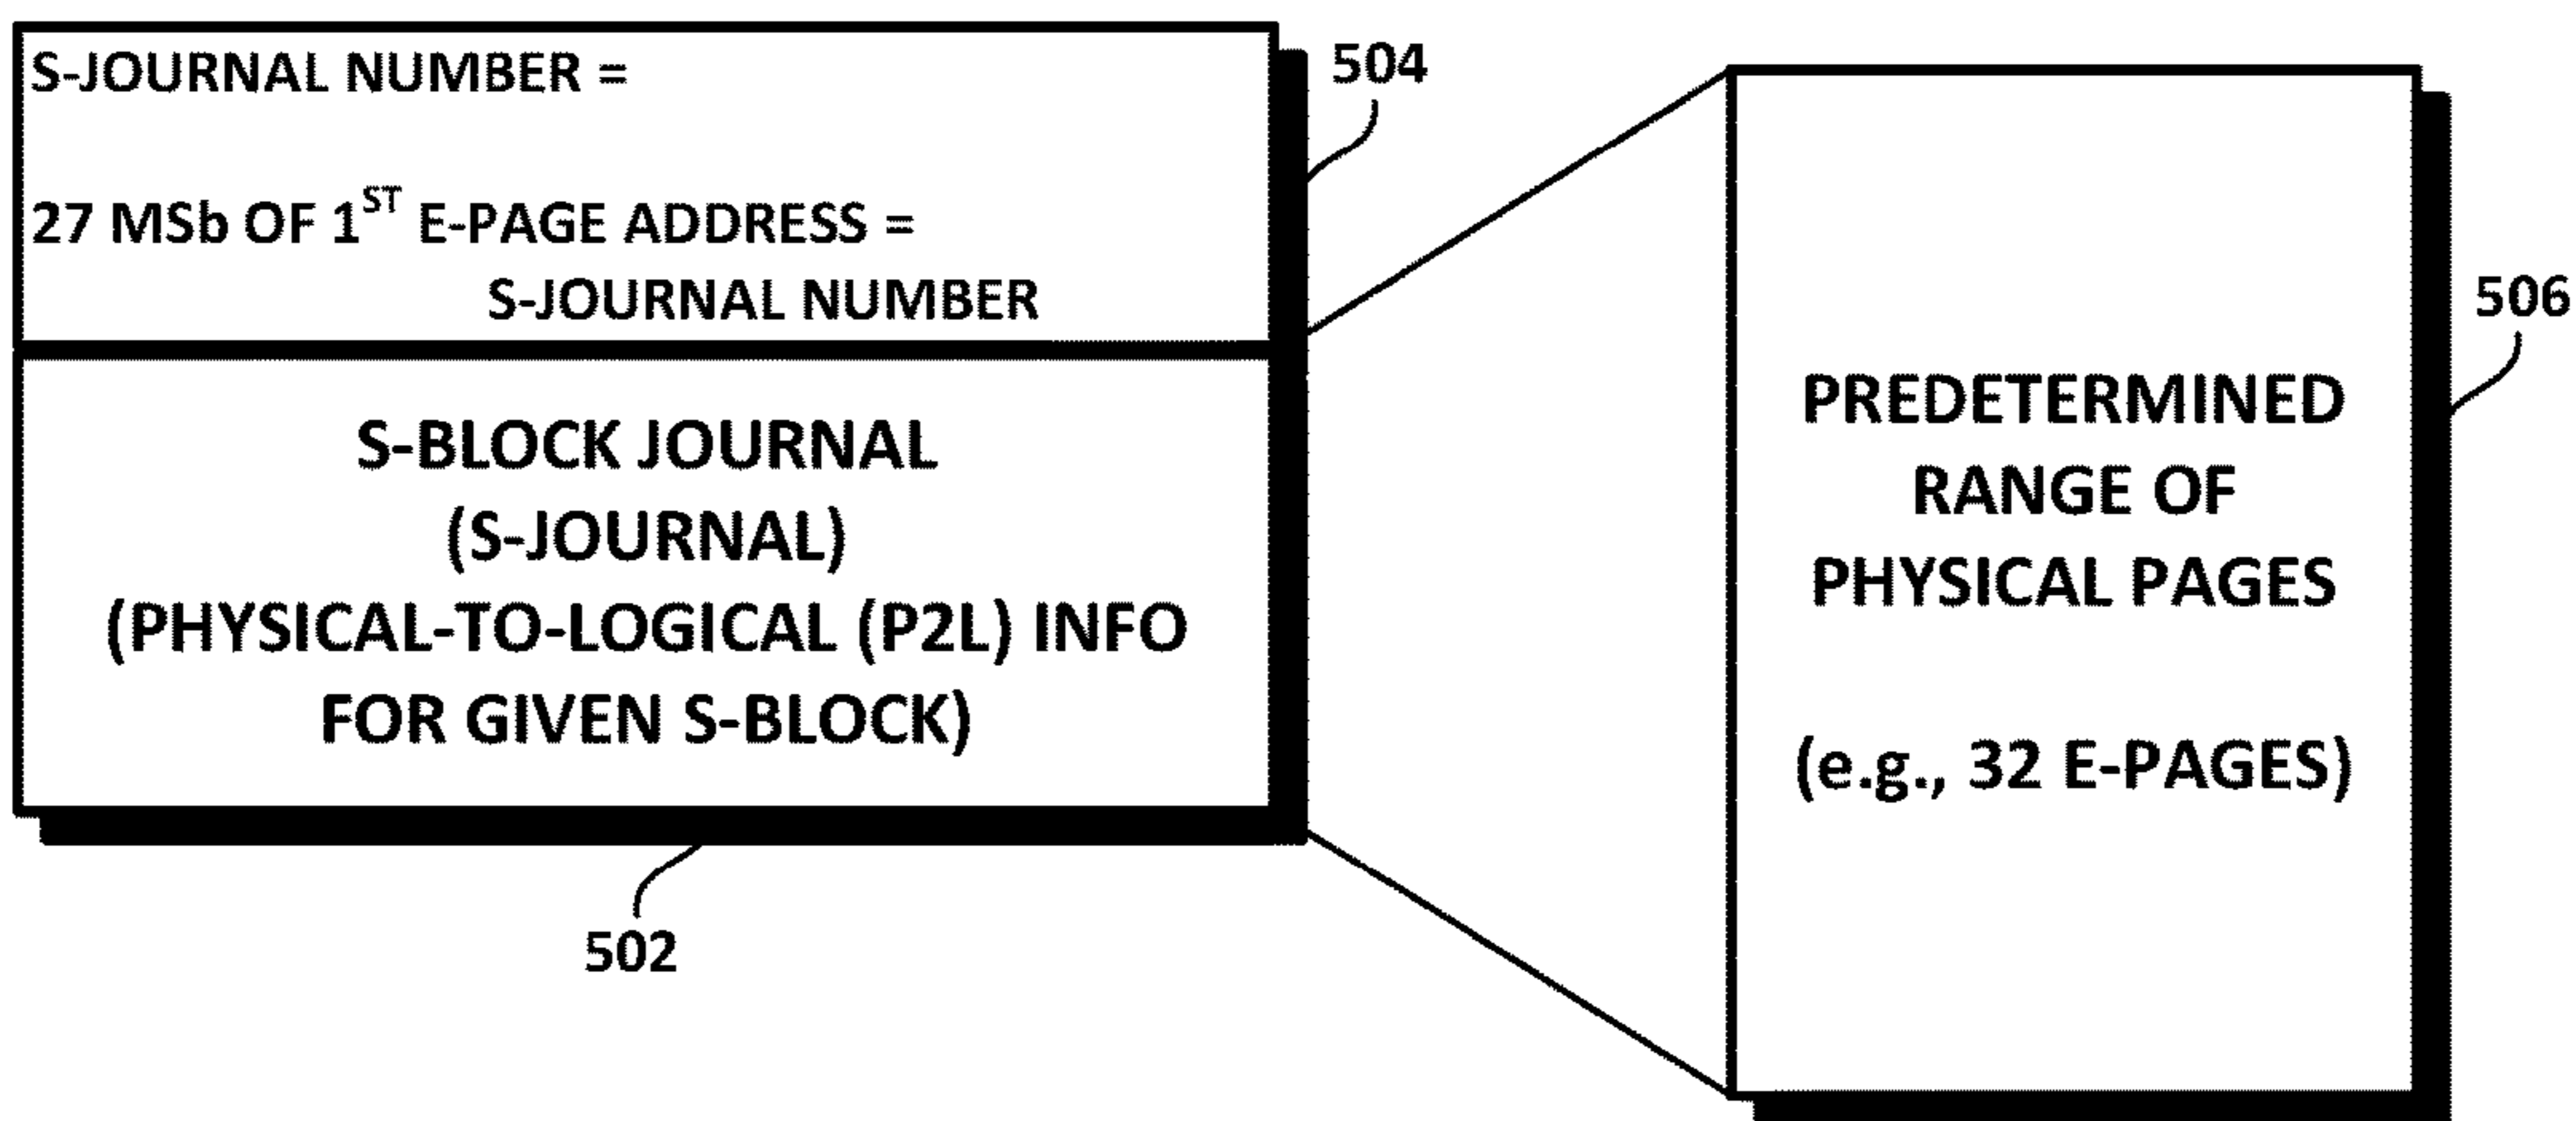 S-JOURNAL NUMBER =
27 MSb OF 1ST E-PAGE ADDRESS =
S-JOURNAL NUMBER
504
S-BLOCK JOURNAL
(S-JOURNAL)
(PHYSICAL-TO-LOGICAL (P2L) INFO
FOR GIVEN S-BLOCK)
502
PREDETERMINED
RANGE OF
PHYSICAL PAGES
(e.g., 32 E-PAGES)
506